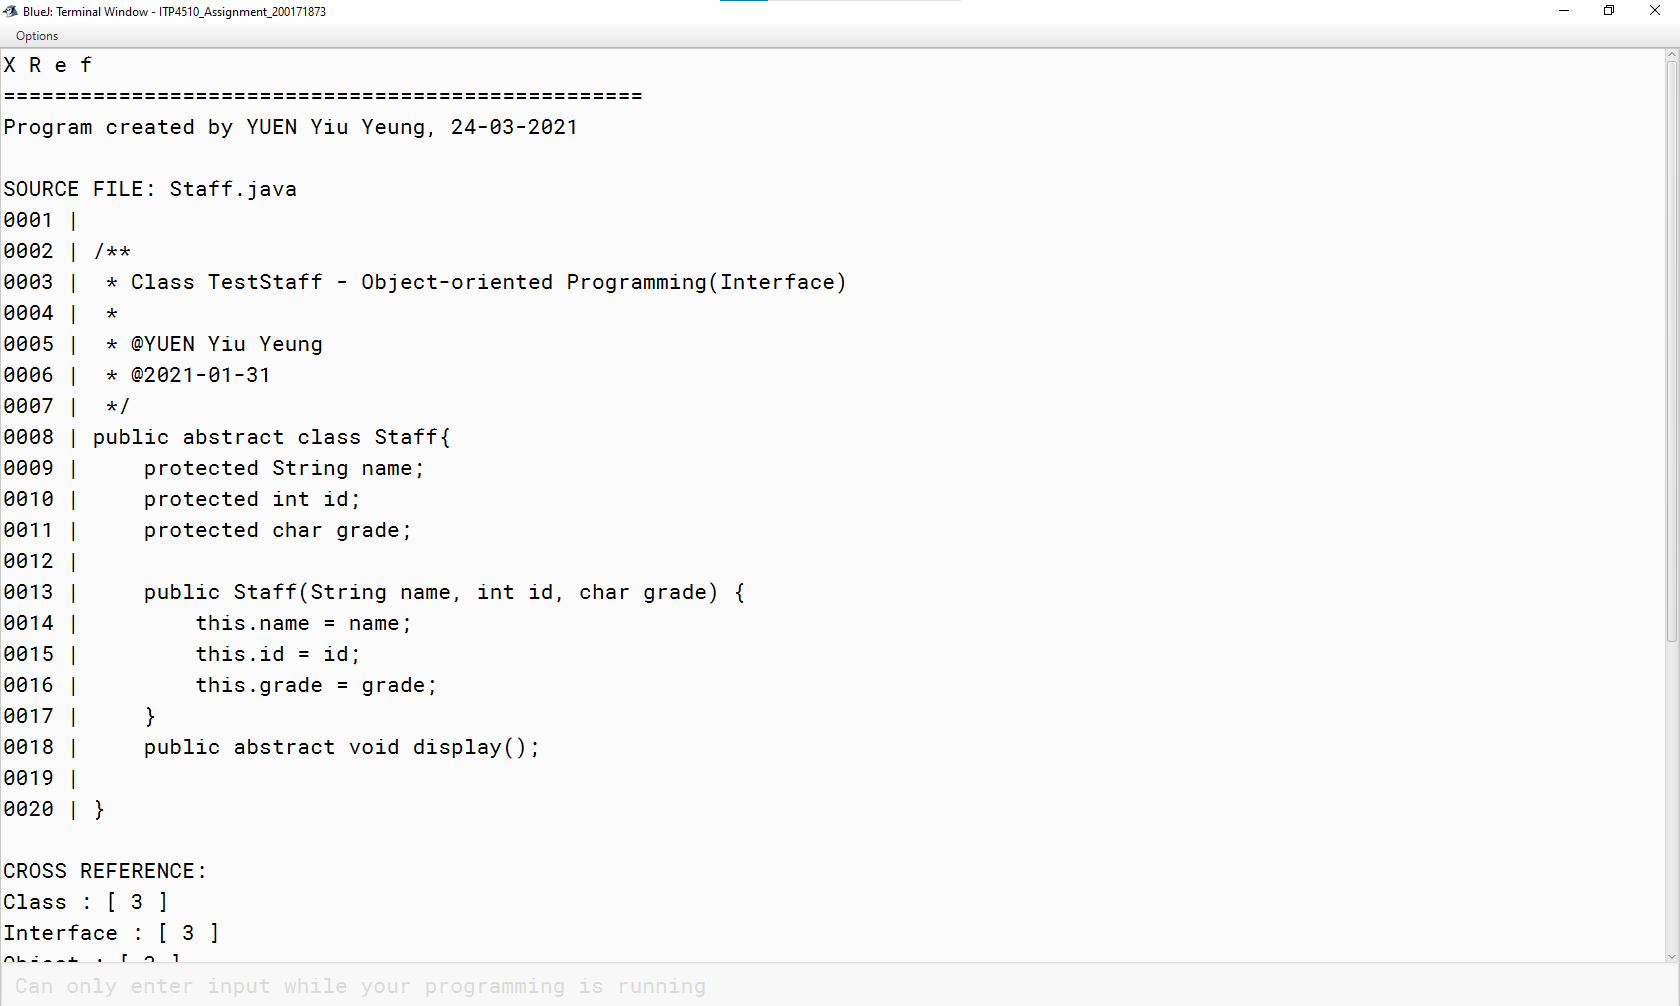 BlueJ: Terminal Window - ITP4510_Assignment_200171873
Options
X R e f
==================================================
Program created by YUEN Yiu Yeung, 24-03-2021
SOURCE FILE: Staff.java
0001 |
0002 | /**
0003 |  * Class TestStaff - Object-oriented Programming(Interface)
0004 |  *
0005 |  * @YUEN Yiu Yeung
0006 |  * @2021-01-31
0007 |  */
0008 | public abstract class Staff{
0009 |     protected String name;
0010 |     protected int id;
0011 |     protected char grade;
0012 |
0013 |     public Staff(String name, int id, char grade) {
0014 |         this.name = name;
0015 |         this.id = id;
0016 |         this.grade = grade;
0017 |     }
0018 |     public abstract void display();
0019 |
0020 | }
CROSS REFERENCE:
Class : [ 3 ]
Interface : [ 3 ]
Object : [ 3 ]
Can only enter input while your programming is running